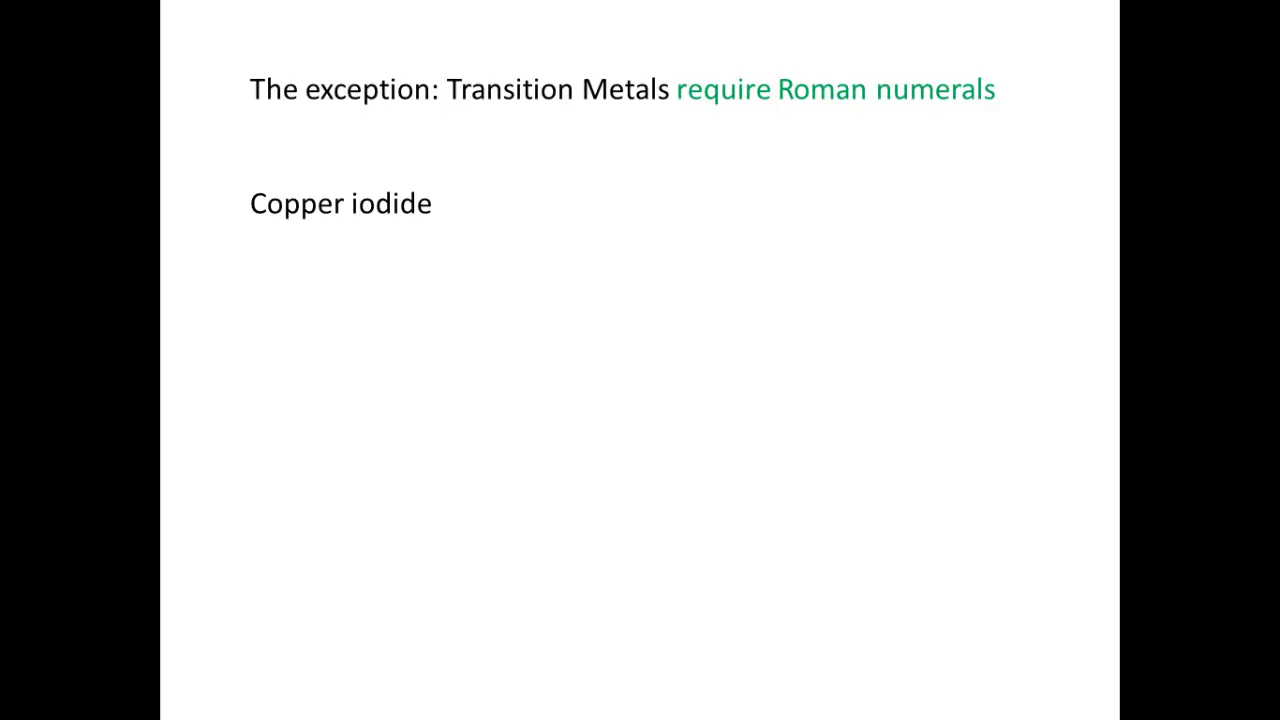 The exception: Transition Metals require Roman numerals
Copper iodide